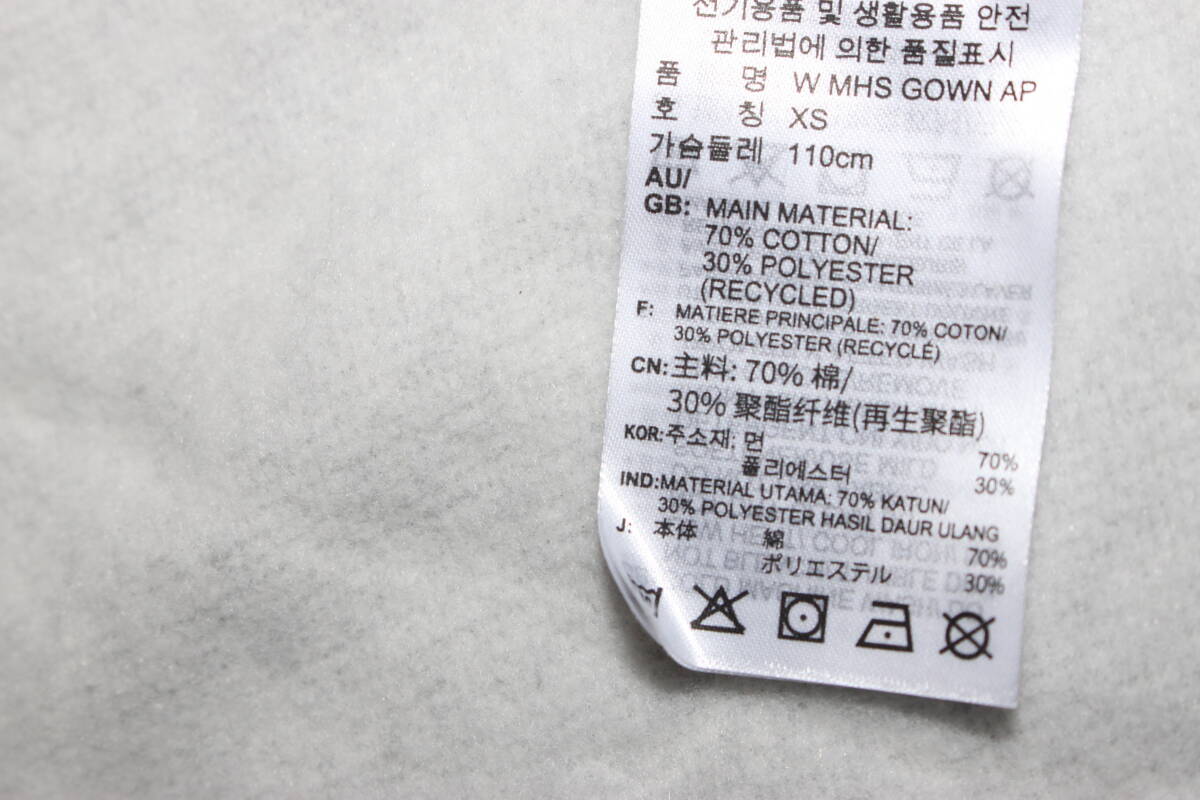 전기용품 및 생활용품 안전
관리법에 의한 품질표시
품 명 W MHS GOWN AP
호 칭 XS
가슴둘레 110cm
AU/
GB: MAIN MATERIAL:
70% COTTON/
30% POLYESTER
(RECYCLED)
F: MATIERE PRINCIPALE: 70% COTON/
30% POLYESTER (RECYCLÉ)
CN: 主料: 70% 棉/
30% 聚酯纤维(再生聚酯)
KOR: 주소재: 면 70%
폴리에스터 30%
IND: MATERIAL UTAMA: 70% KATUN/
30% POLYESTER HASIL DAUR ULANG
J: 本体 綿 70%
ポリエステル 30%